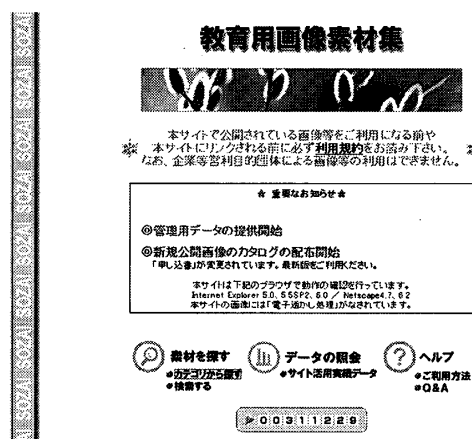 SOZAI SOZAI SOZAI SOZAI SOZAI SOZAI SOZAI
教育用画像素材集
本サイトで公開されている画像等をご利用になる前や
本サイトにリンクされる前に必ず利用規約をお読み下さい。
なお、企業等営利目的団体による画像等の利用はできません。
☆ 重要なお知らせ☆
◎管理用データの提供開始
◎新規公開画像のカタログの配布開始
「申し込書」が変更されています。最新版をご利用ください。
本サイトは下記のブラウザで動作の確認を行っています。
Internet Explorer 5.0, 5.5SP2, 6.0 / Netscape4.7, 6.2
本サイトの画像には「電子透かし処理」がなされています。
素材を探す
カテゴリから探す
検索する
データの照会
サイト活用実績データ
ヘルプ
ご利用方法
Q&A
00311229